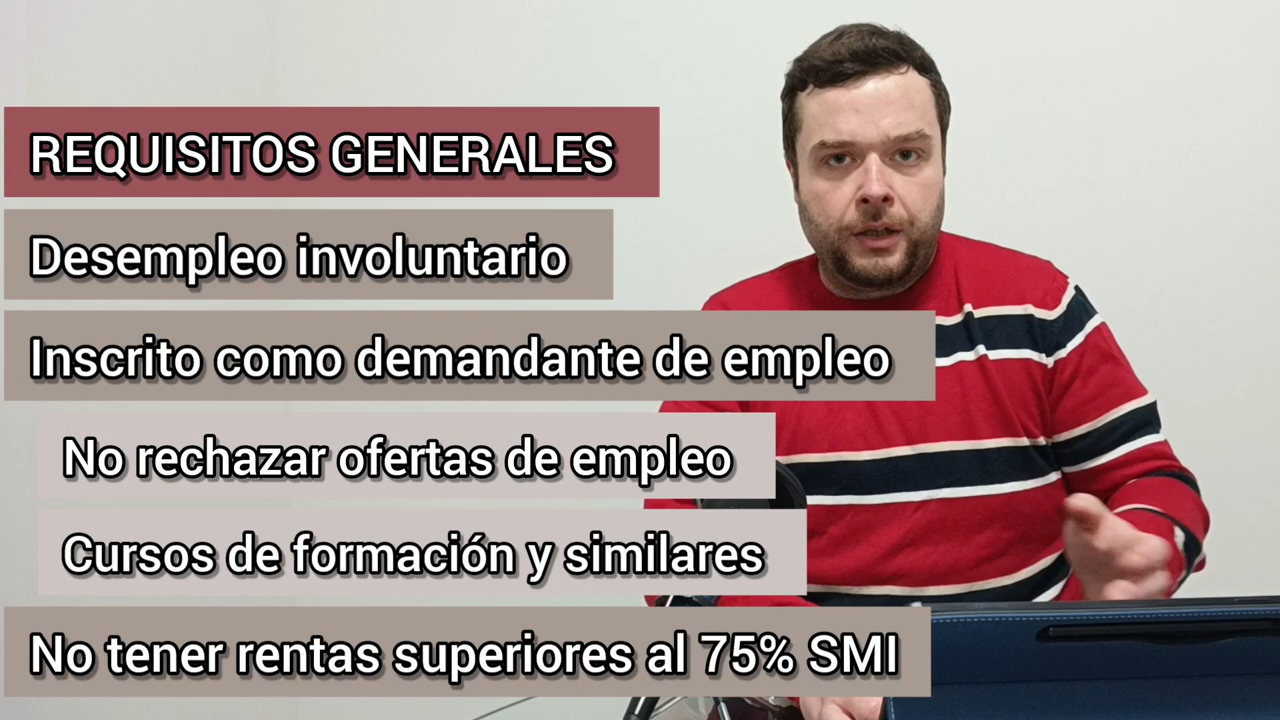 REQUISITOS GENERALES
Desempleo involuntario
Inscrito como demandante de empleo
No rechazar ofertas de empleo
Cursos de formación y similares
No tener rentas superiores al 75% SMI